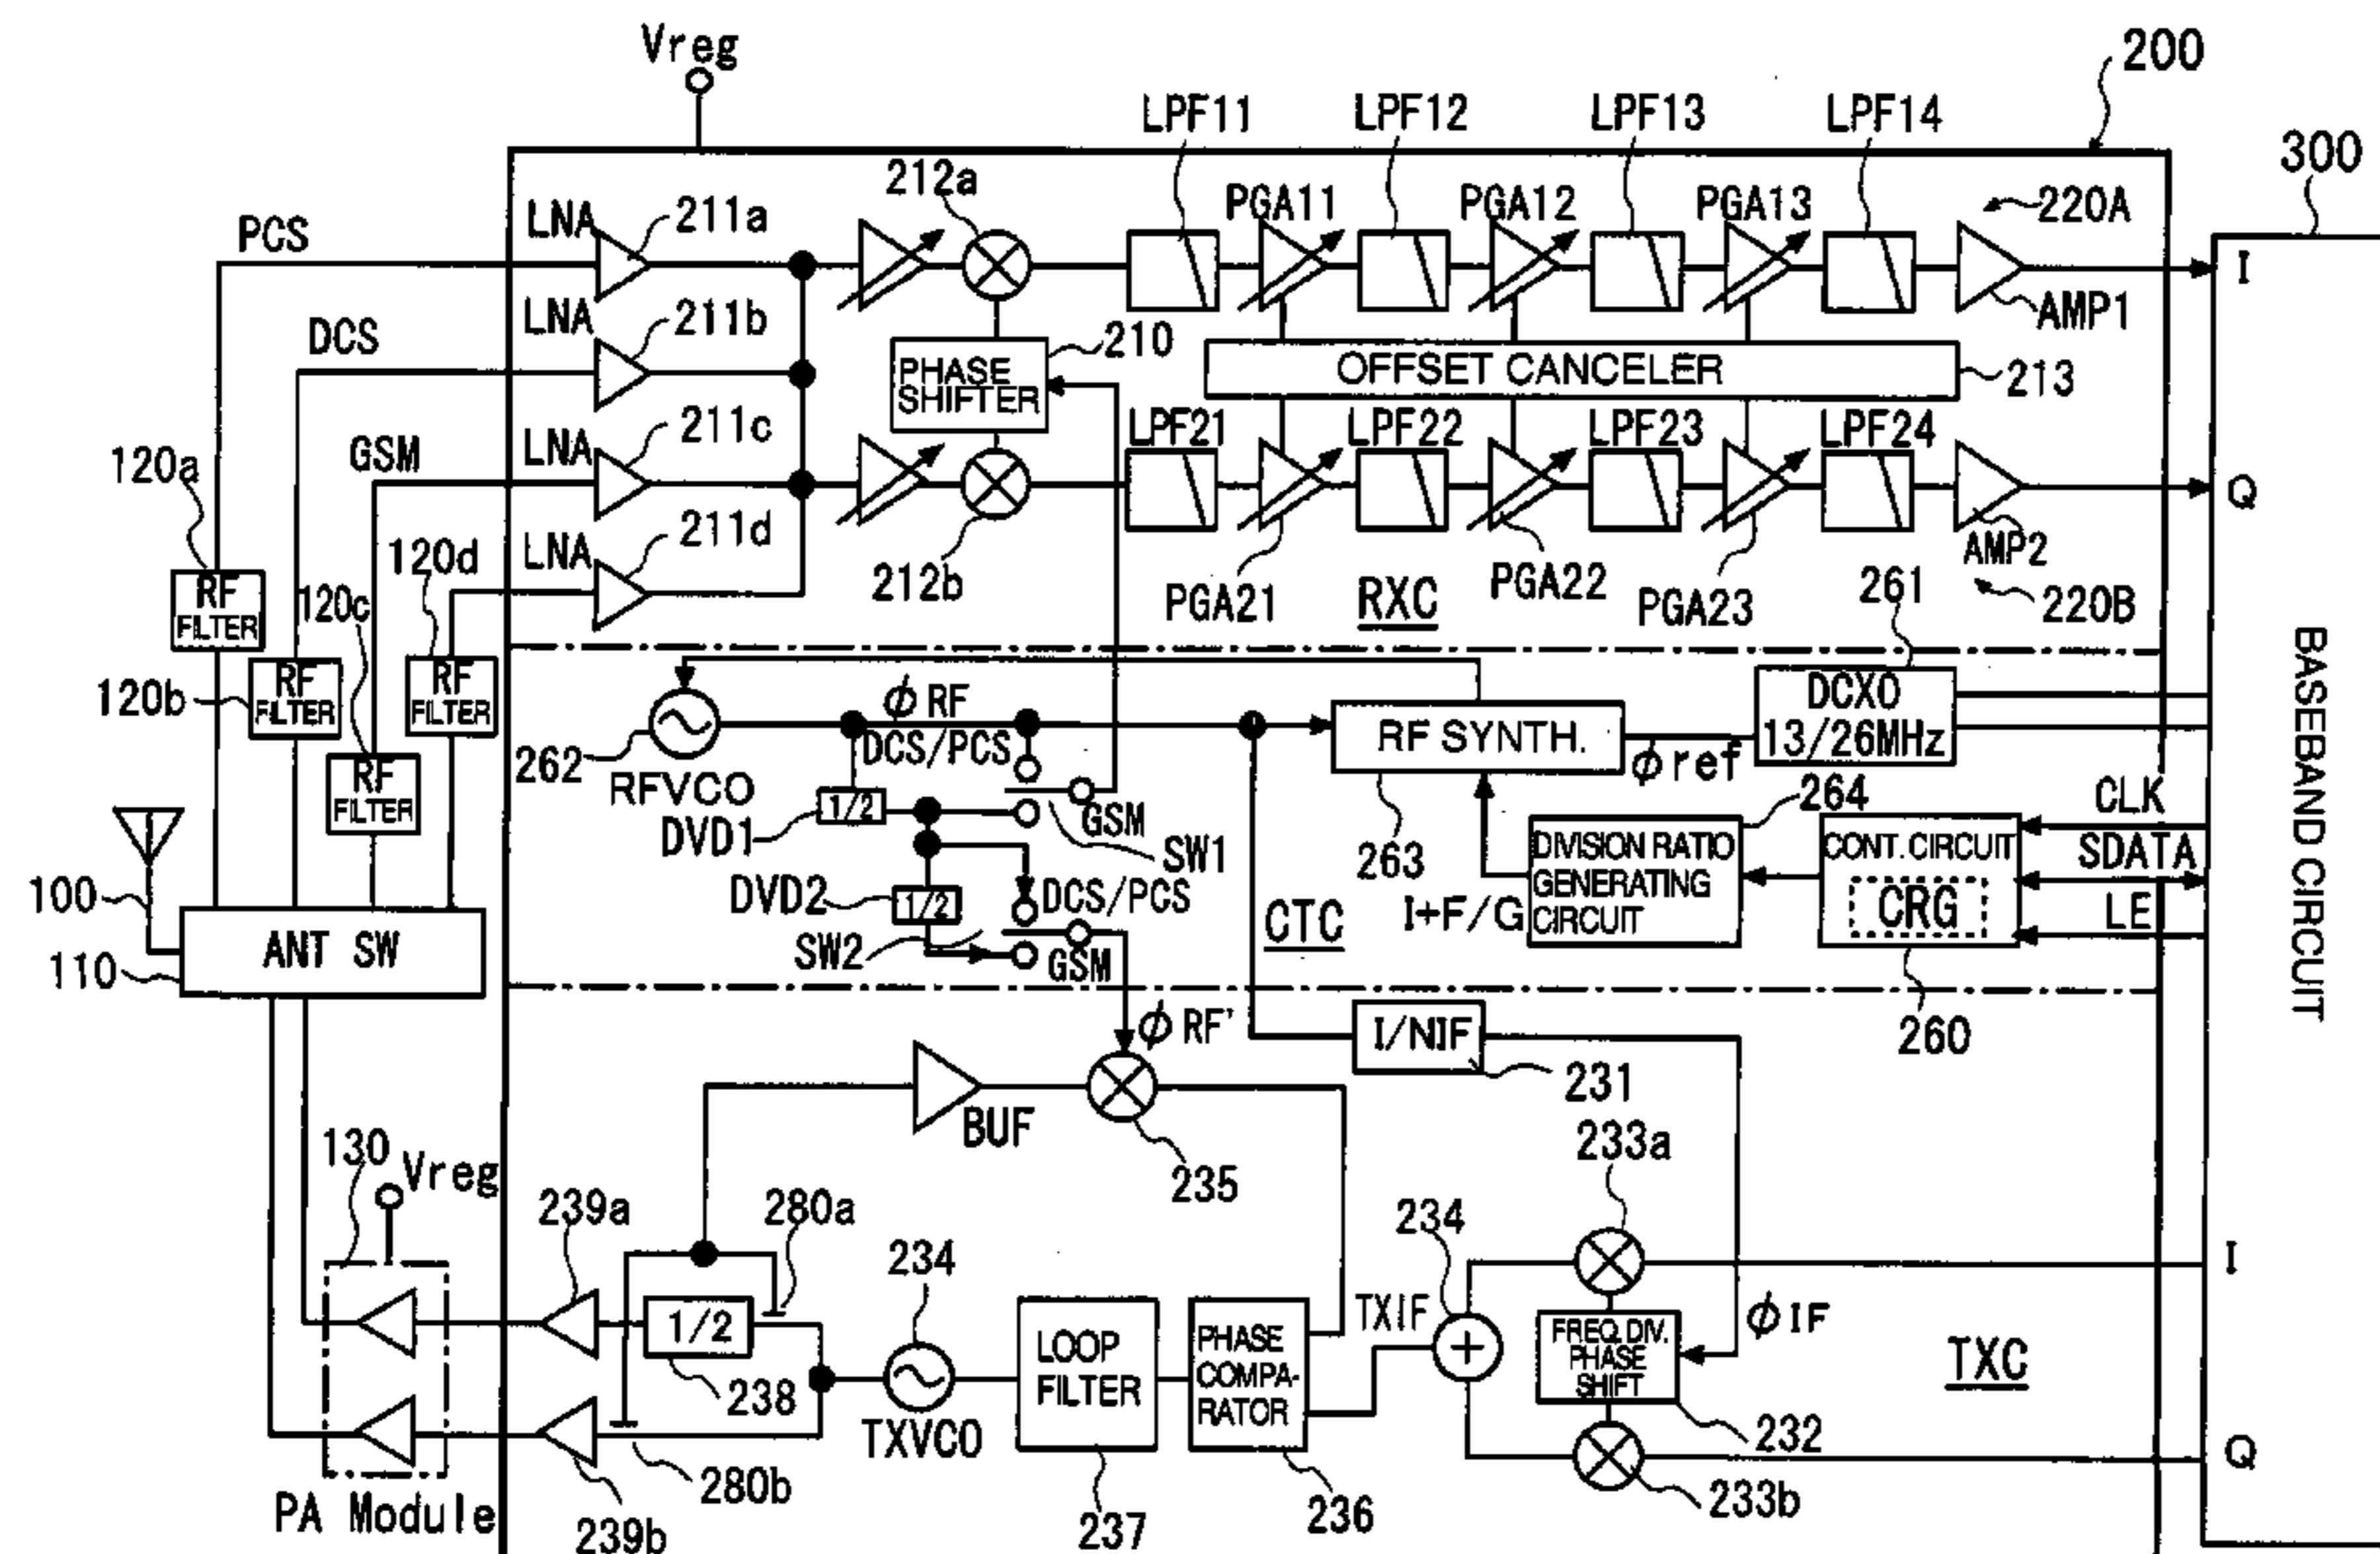 Vreg
200
LPF11
LPF12
LPF13
LPF14
300
212a
PCS
LNA
211a
PGA11
PGA12
PGA13
220A
I
LNA
211b
AMP1
DCS
210
PHASE
SHIFTER
OFFSET CANCELER
213
LNA
211c
LPF21
LPF22
LPF23
LPF24
GSM
120a
Q
LNA
211d
120d
212b
AMP2
PGA21
RXC
PGA22
PGA23
261
220B
RF
FILTER
120c
120b
RF
FILTER
RF
FILTER
RF
FILTER
BASEBAND CIRCUIT
262
RFVCO
ϕRF
DCS/PCS
RF SYNTH.
ϕref
DCXO
13/26MHz
DVD1
1/2
GSM
SW1
263
264
CLK
SDATA
LE
DIVISION RATIO
GENERATING
CIRCUIT
CONT. CIRCUIT
CRG
100
DVD2
1/2
DCS/PCS
I+F/G
CTC
SW2
GSM
260
ANT SW
110
ϕRF'
I/NIF
231
BUF
235
233a
130
Vreg
239a
280a
234
234
TXIF
I
1/2
238
TXVCO
LOOP
FILTER
PHASE
COMPA-
RATOR
FREQ. DIV.
PHASE
SHIFT
ϕIF
TXC
232
280b
237
236
233b
Q
PA Module
239b